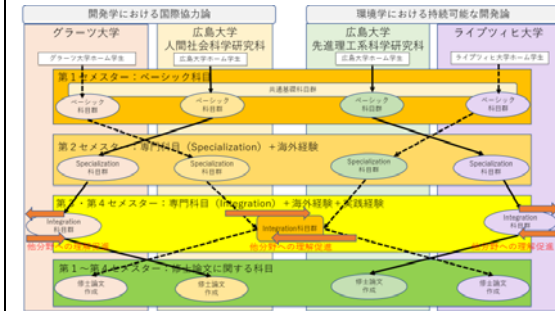 開発学における国際協力論
環境学における持続可能な開発論
グラーツ大学
広島大学
人間社会科学研究科
広島大学
先進理工系科学研究科
ライプツィヒ大学
グラーツ大学ホーム学生
広島大学ホーム学生
広島大学ホーム学生
ライプツィヒ大学ホーム学生
第1セメスター：ベーシック科目
共通基礎科目群
ベーシック
科目群
ベーシック
科目群
ベーシック
科目群
ベーシック
科目群
第2セメスター：専門科目（Specialization）＋海外経験
Specialization
科目群
Specialization
科目群
Specialization
科目群
Specialization
科目群
第3・第4セメスター：専門科目（Integration）＋海外経験＋実践経験
Integration
科目群
Integration科目群
Integration
科目群
他分野への理解促進
他分野への理解促進
他分野への理解促進
第1～第4セメスター：修士論文に関する科目
修士論文
作成
修士論文
作成
修士論文
作成
修士論文
作成